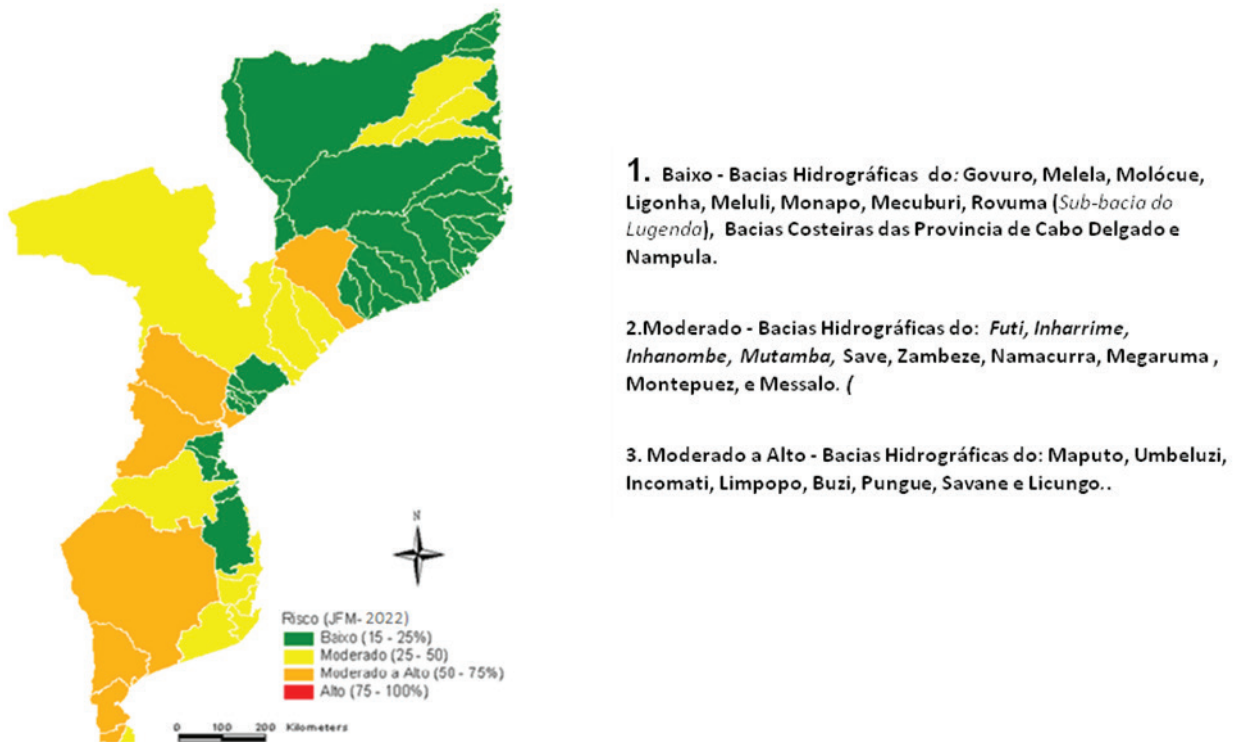 1. Baixo - Bacias Hidrográficas do: Govuro, Melela, Molócue,
Ligonha, Meluli, Monapo, Mecuburi, Rovuma (Sub-bacia do
Lugenda), Bacias Costeiras das Provincia de Cabo Delgado e
Nampula.
2.Moderado - Bacias Hidrográficas do: Futi, Inharrime,
Inhanombe, Mutamba, Save, Zambeze, Namacurra, Megaruma ,
Montepuez, e Messalo. (
3. Moderado a Alto - Bacias Hidrográficas do: Maputo, Umbeluzi,
Incomati, Limpopo, Buzi, Pungue, Savane e Licungo..
N
Risco (JFM- 2022)
Baixo (15 - 25%)
Moderado (25 - 50)
Moderado a Alto (50 - 75%)
Alto (75 - 100%)
0 100 200 Kilometers